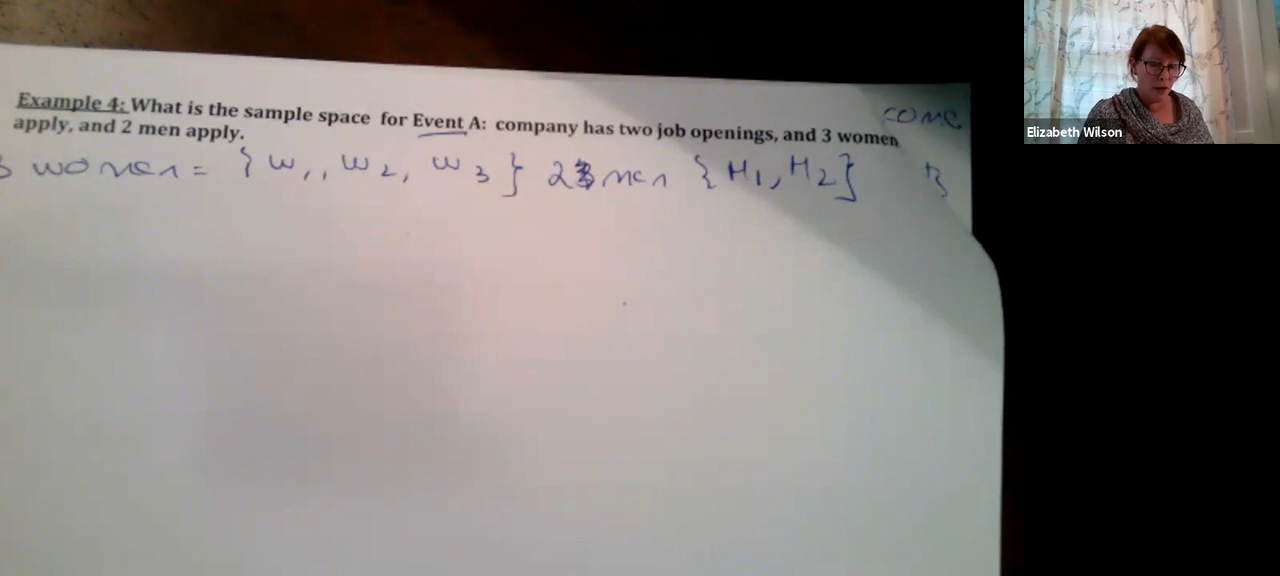 Example 4: What is the sample space for Event A: company has two job openings, and 3 women
apply, and 2 men apply.
3 women = { W1, W2, W3 } 2 men { M1, M2 }
Elizabeth Wilson